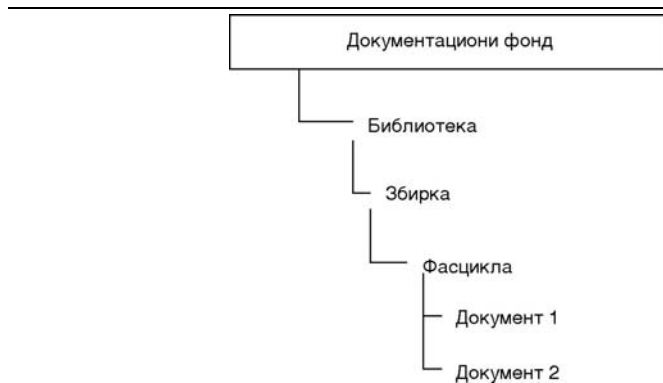 Документациони фонд
Библиотека
Збирка
Фасцикла
Документ 1
Документ 2